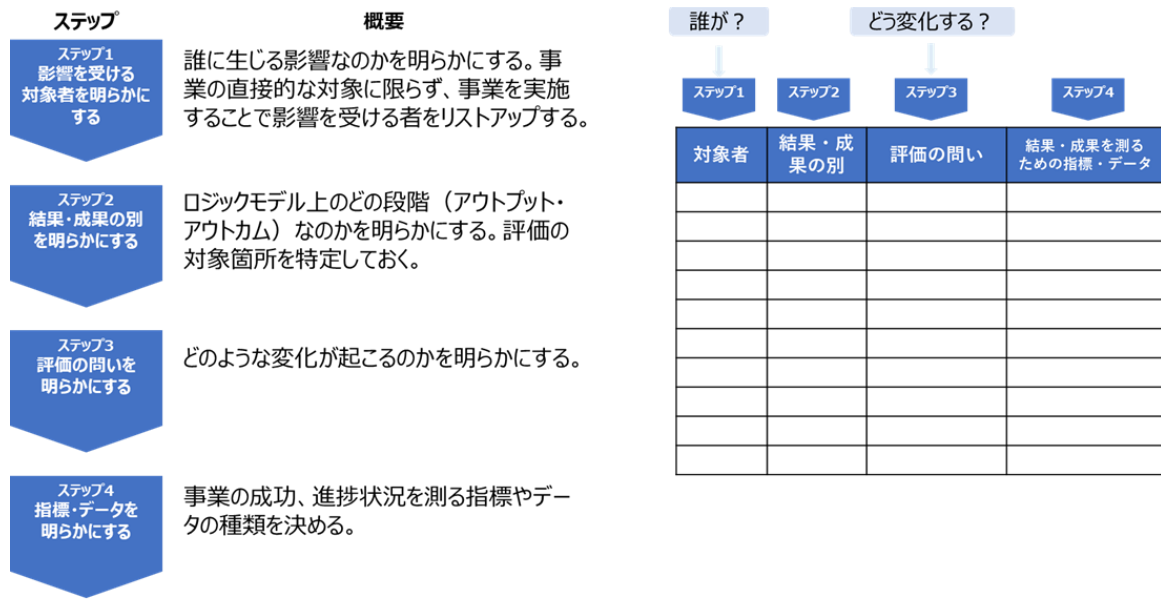 ステップ
概要
ステップ1
影響を受ける
対象者を明らかに
する
誰に生じる影響なのかを明らかにする。事
業の直接的な対象に限らず、事業を実施
することで影響を受ける者をリストアップする。
ステップ2
結果・成果の別
を明らかにする
ロジックモデル上のどの段階（アウトプット・
アウトカム）なのかを明らかにする。評価の
対象箇所を特定しておく。
ステップ3
評価の問いを
明らかにする
どのような変化が起こるのかを明らかにする。
ステップ4
指標・データを
明らかにする
事業の成功、進捗状況を測る指標やデー
タの種類を決める。
誰が？
どう変化する？
ステップ1
ステップ2
ステップ3
ステップ4
対象者
結果・成
果の別
評価の問い
結果・成果を測る
ための指標・データ